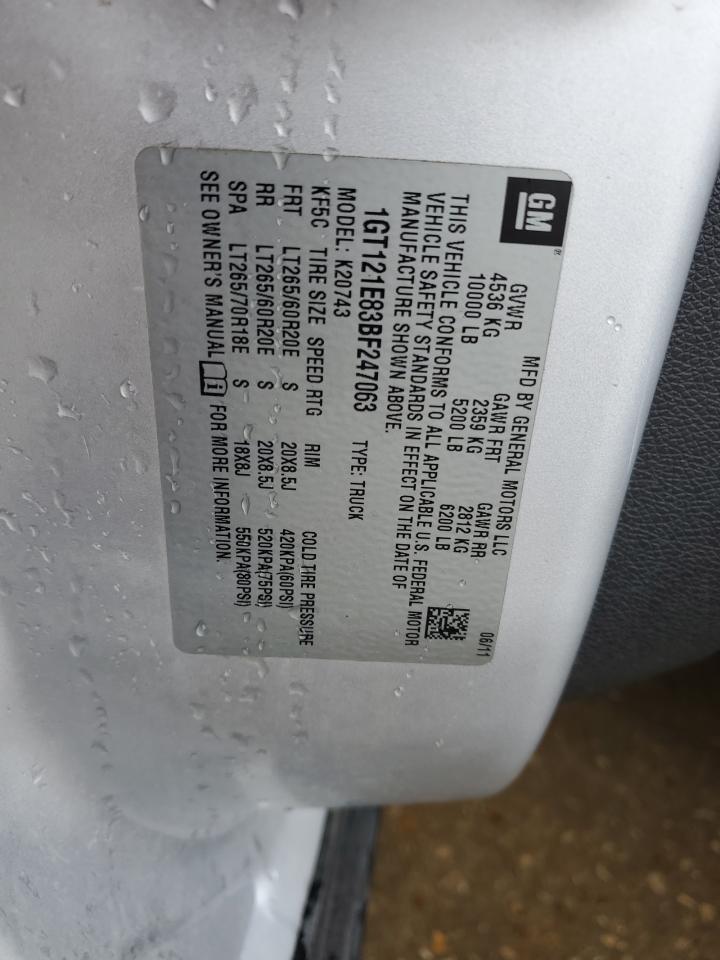 GM
MFD BY GENERAL MOTORS LLC 06/11
GVWR GAWR FRT GAWR RR
4536 KG 2359 KG 2812 KG
10000 LB 5200 LB 6200 LB
THIS VEHICLE CONFORMS TO ALL APPLICABLE U.S. FEDERAL MOTOR
VEHICLE SAFETY STANDARDS IN EFFECT ON THE DATE OF
MANUFACTURE SHOWN ABOVE.
1GT121E83BF247063 TYPE: TRUCK
MODEL: K20743
KF5C TIRE SIZE SPEED RTG RIM COLD TIRE PRESSURE
FRT LT265/60R20E S 20X8.5J 420KPA(60PSI)
RR LT265/60R20E S 20X8.5J 520KPA(75PSI)
SPA LT265/70R18E S 18X8J 550KPA(80PSI)
SEE OWNER'S MANUAL FOR MORE INFORMATION.